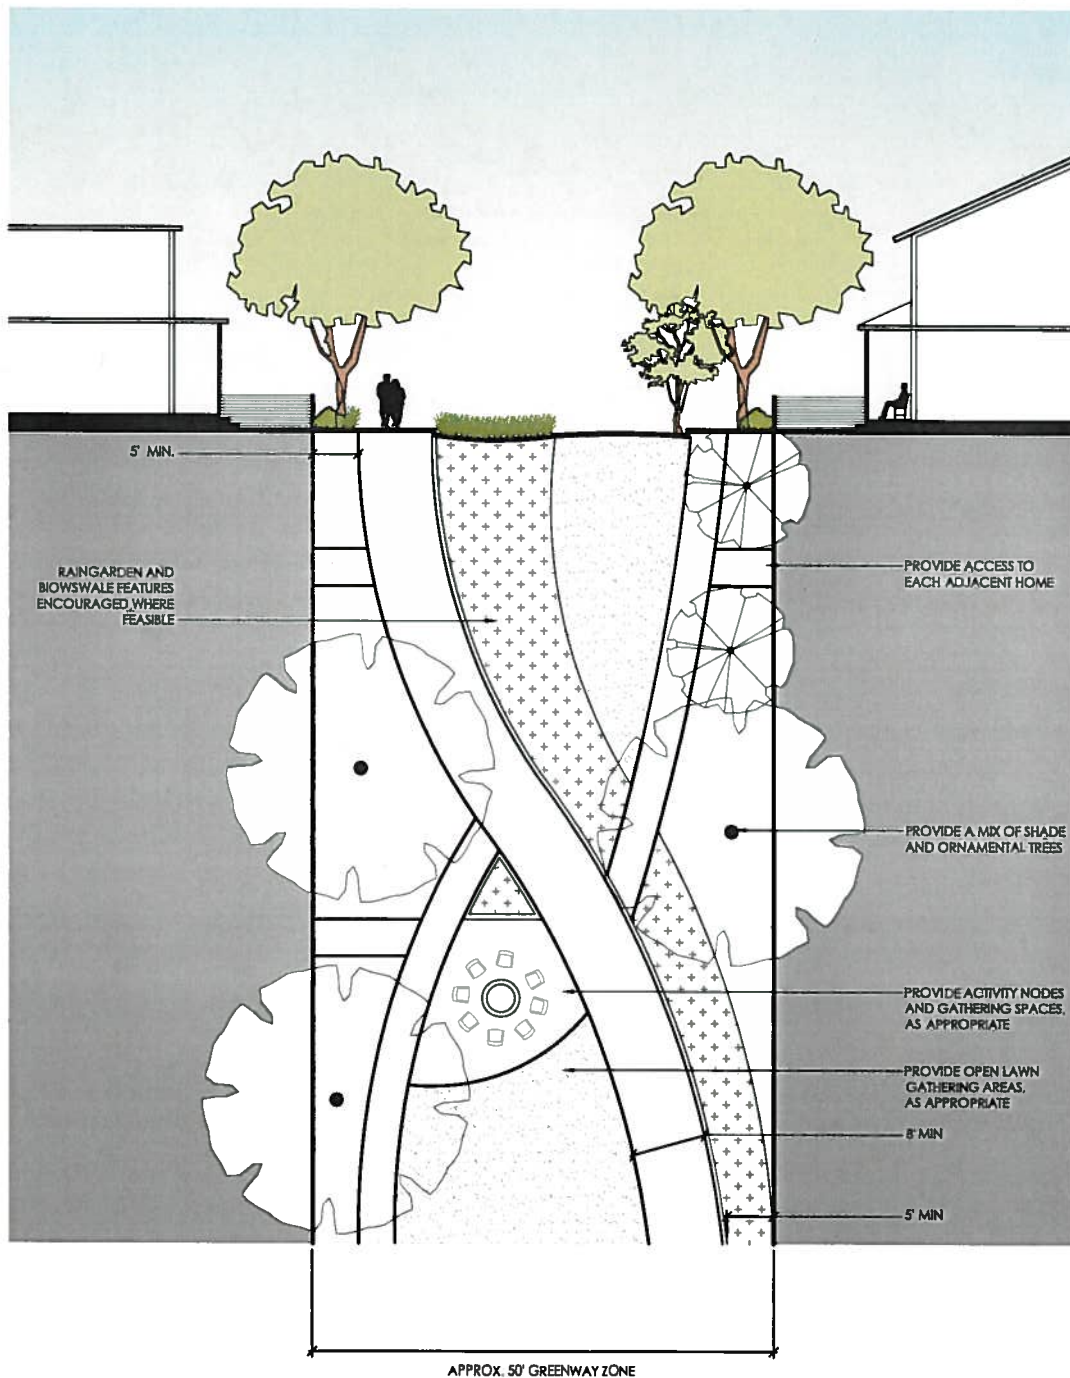 5' MIN.
RAINGARDEN AND
BIOWSWALE FEATURES
ENCOURAGED WHERE
FEASIBLE
PROVIDE ACCESS TO
EACH ADJACENT HOME
PROVIDE A MIX OF SHADE
AND ORNAMENTAL TREES
PROVIDE ACTIVITY NODES
AND GATHERING SPACES,
AS APPROPRIATE
PROVIDE OPEN LAWN
GATHERING AREAS,
AS APPROPRIATE
8' MIN
5' MIN
APPROX. 50' GREENWAY ZONE